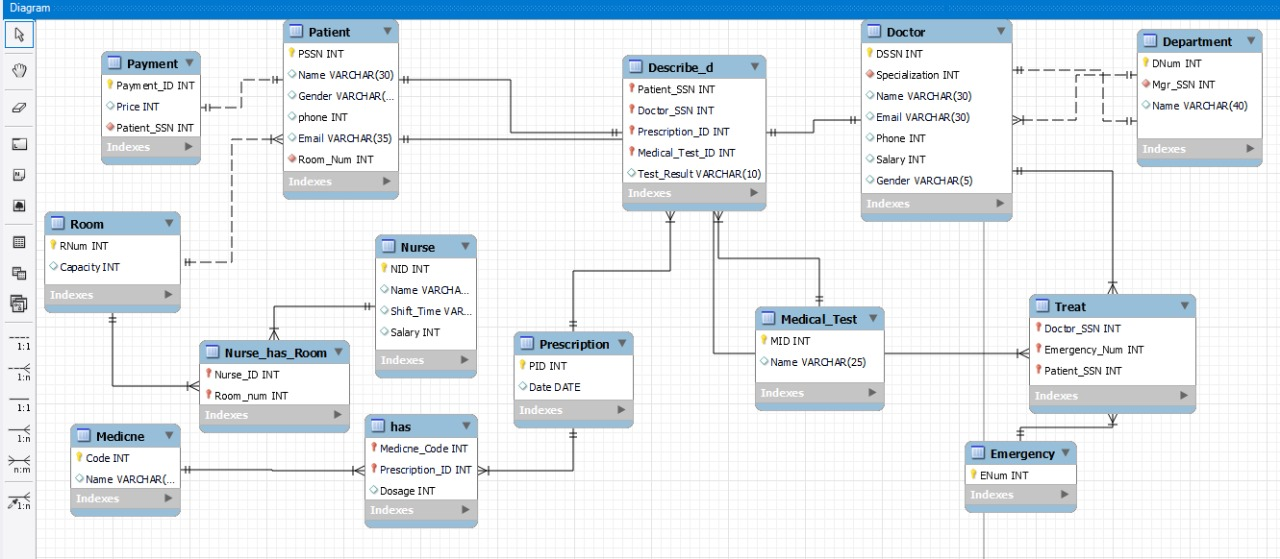 Diagram
Payment
Payment_ID INT
Price INT
Patient_SSN INT
Indexes
Patient
PSSN INT
Name VARCHAR(30)
Gender VARCHAR(...
phone INT
Email VARCHAR(35)
Room_Num INT
Indexes
Describe_d
Patient_SSN INT
Doctor_SSN INT
Prescription_ID INT
Medical_Test_ID INT
Test_Result VARCHAR(10)
Indexes
Doctor
DSSN INT
Specialization INT
Name VARCHAR(30)
Email VARCHAR(30)
Phone INT
Salary INT
Gender VARCHAR(5)
Indexes
Department
DNum INT
Mgr_SSN INT
Name VARCHAR(40)
Indexes
Room
RNum INT
Capacity INT
Indexes
Nurse
NID INT
Name VARCHA...
Shift_Time VAR...
Salary INT
Indexes
Nurse_has_Room
Nurse_ID INT
Room_num INT
Indexes
Prescription
PID INT
Date DATE
Indexes
Medical_Test
MID INT
Name VARCHAR(25)
Indexes
Treat
Doctor_SSN INT
Emergency_Num INT
Patient_SSN INT
Indexes
Medicne
Code INT
Name VARCHAR(...
Indexes
has
Medicne_Code INT
Prescription_ID INT
Dosage INT
Indexes
Emergency
ENum INT
Indexes
1:1
1:n
1:1
1:n
n:m
1:n